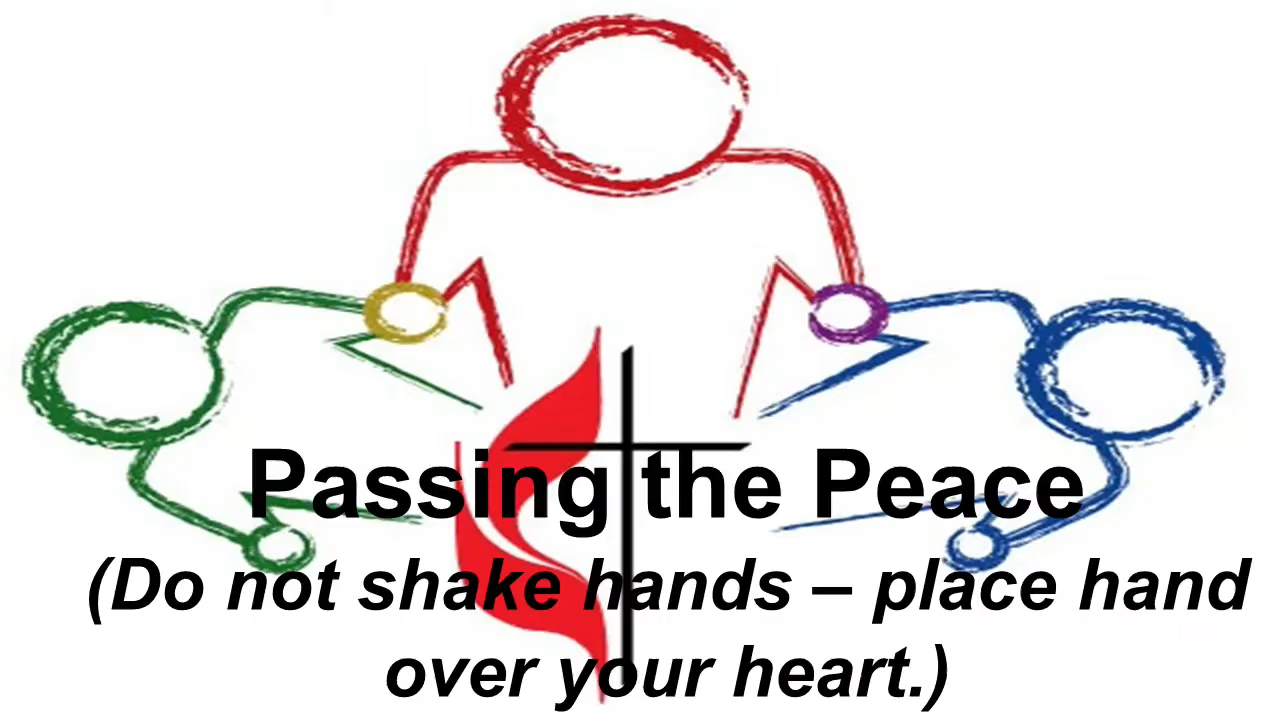 Passing the Peace
(Do not shake hands – place hand
over your heart.)